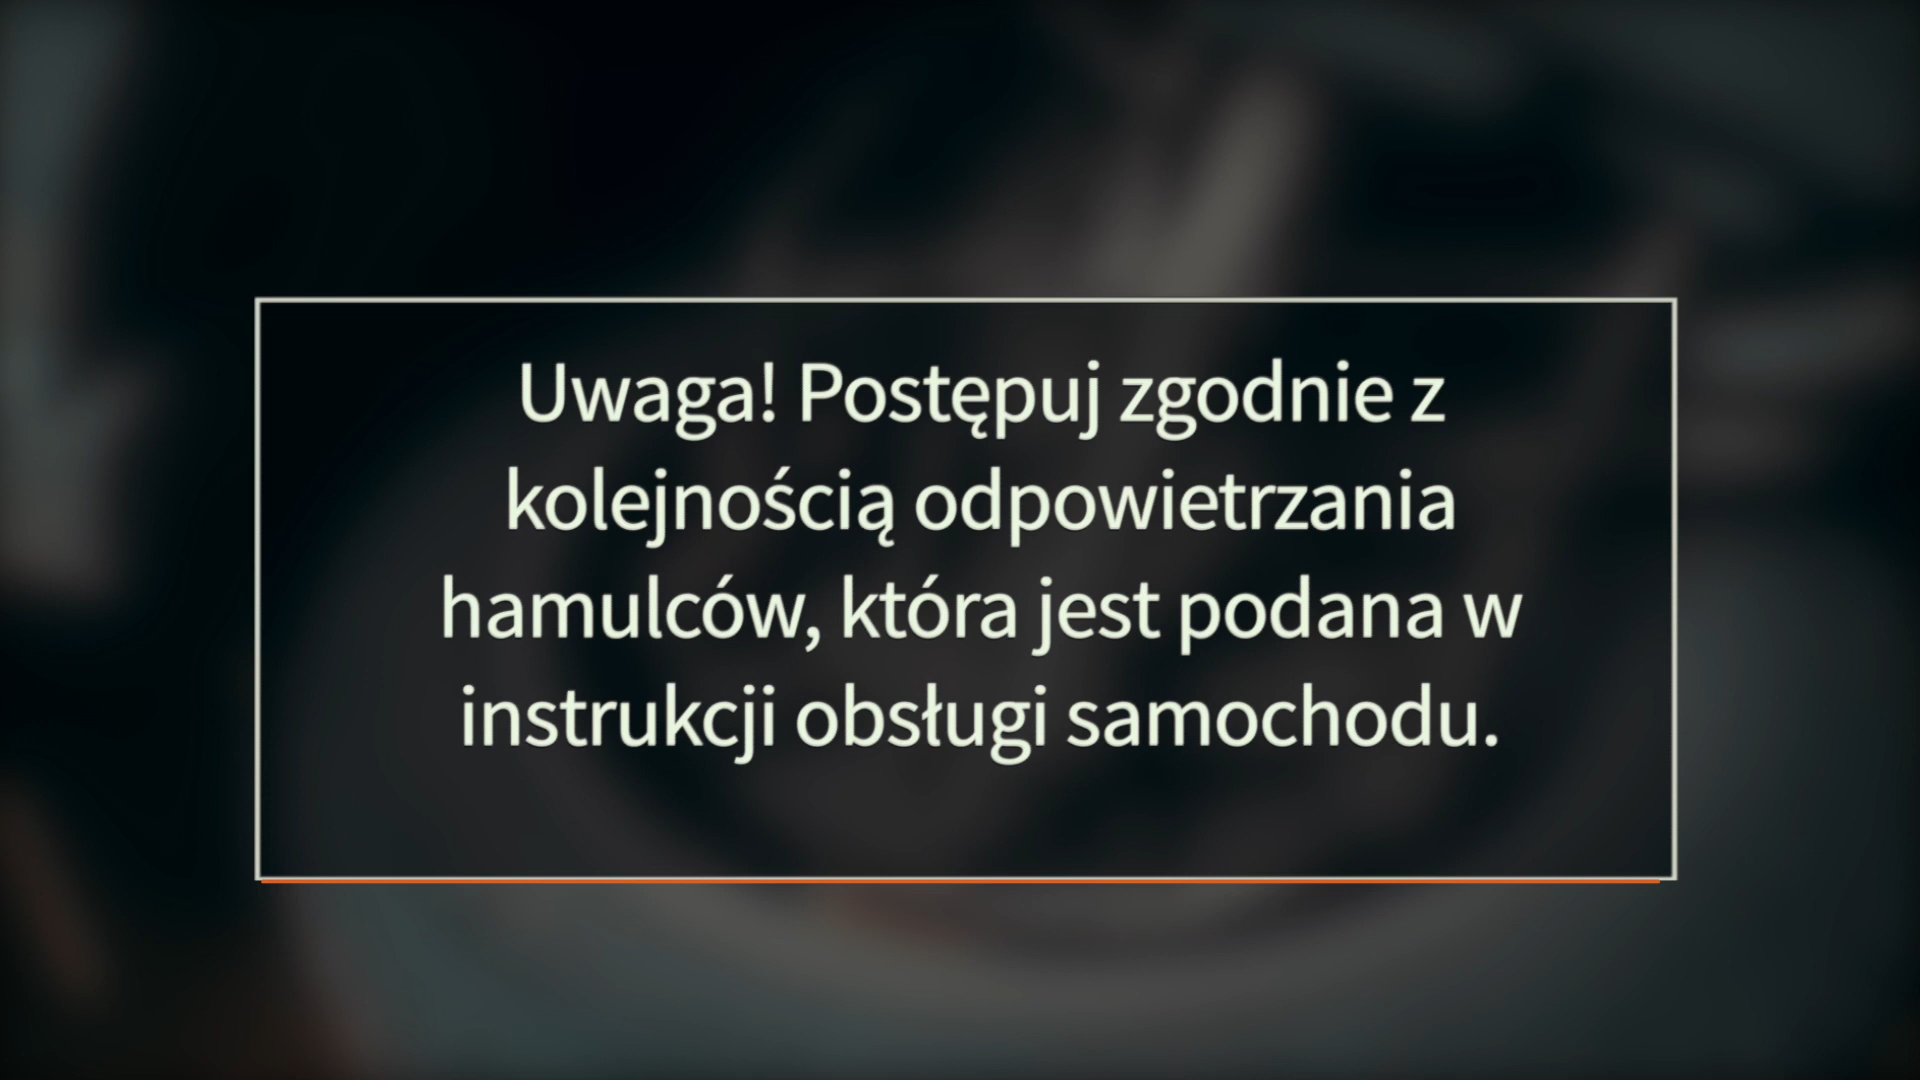 Uwaga! Postępuj zgodnie z
kolejnością odpowietrzania
hamulców, która jest podana w
instrukcji obsługi samochodu.